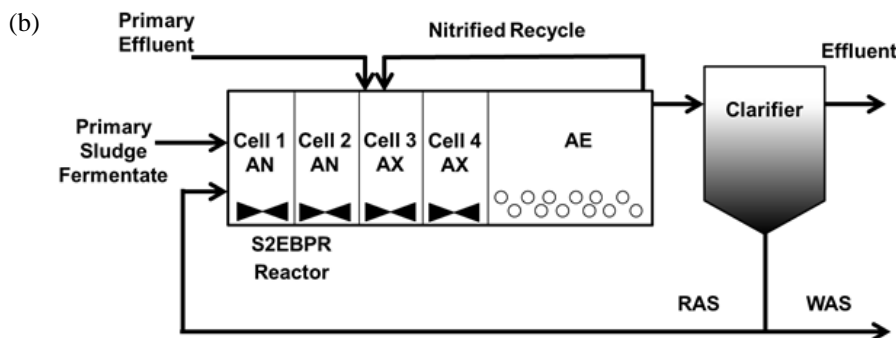 (b)
Primary
Effluent
Nitrified Recycle
Effluent
Primary
Sludge
Fermentate
Cell 1
AN
Cell 2
AN
Cell 3
AX
Cell 4
AX
AE
Clarifier
S2EBPR
Reactor
RAS
WAS